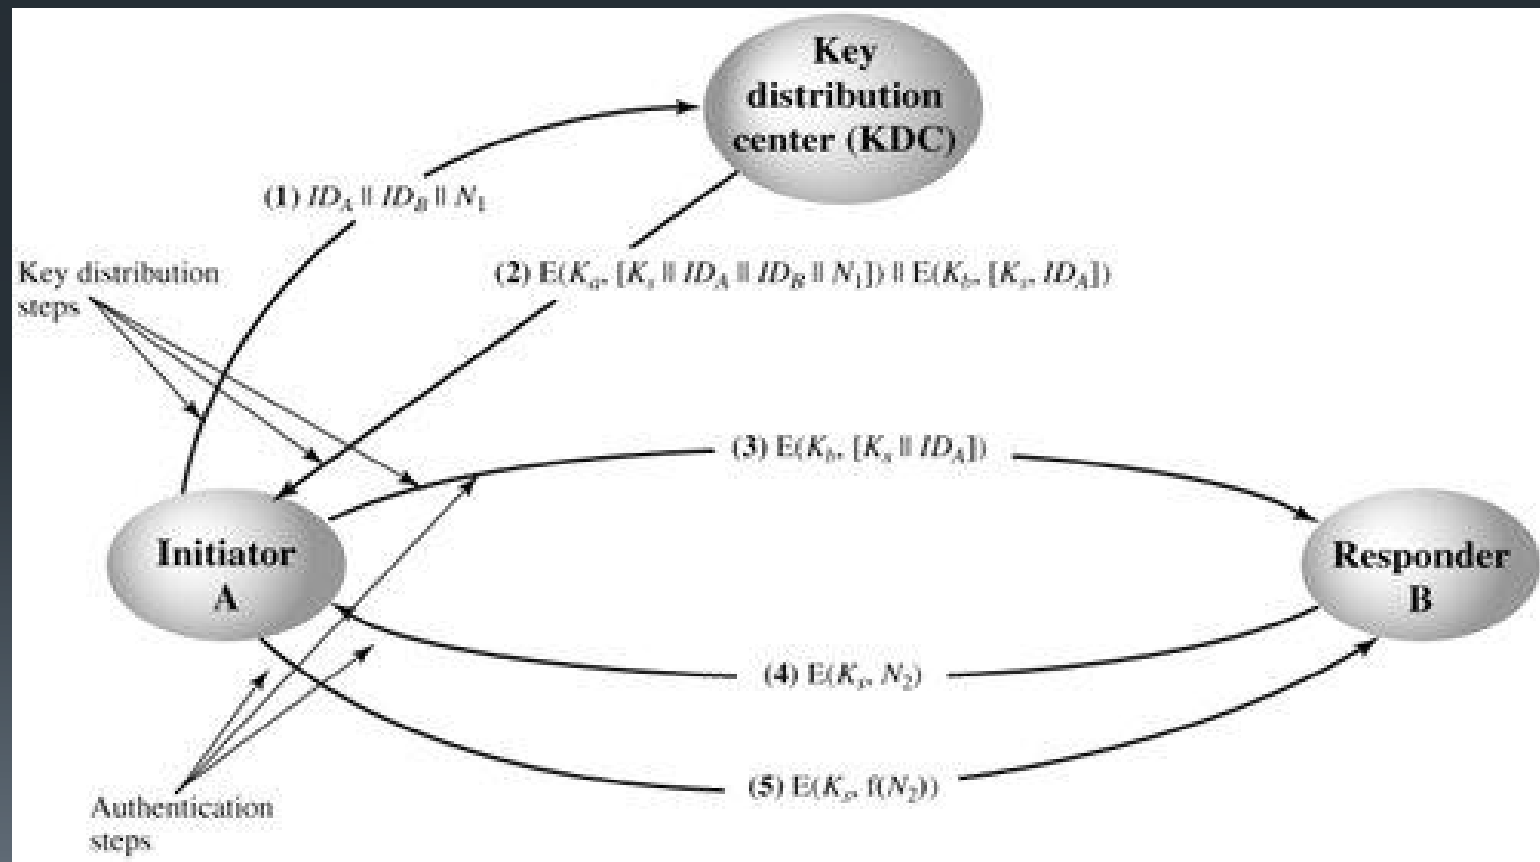 Key
distribution
center (KDC)
(1) ID_A || ID_B || N_1
Key distribution
steps
(2) E(K_a, [K_s || ID_A || ID_B || N_1]) || E(K_b, [K_s, ID_A])
(3) E(K_b, [K_s || ID_A])
Initiator
A
Responder
B
(4) E(K_s, N_2)
(5) E(K_s, f(N_2))
Authentication
steps